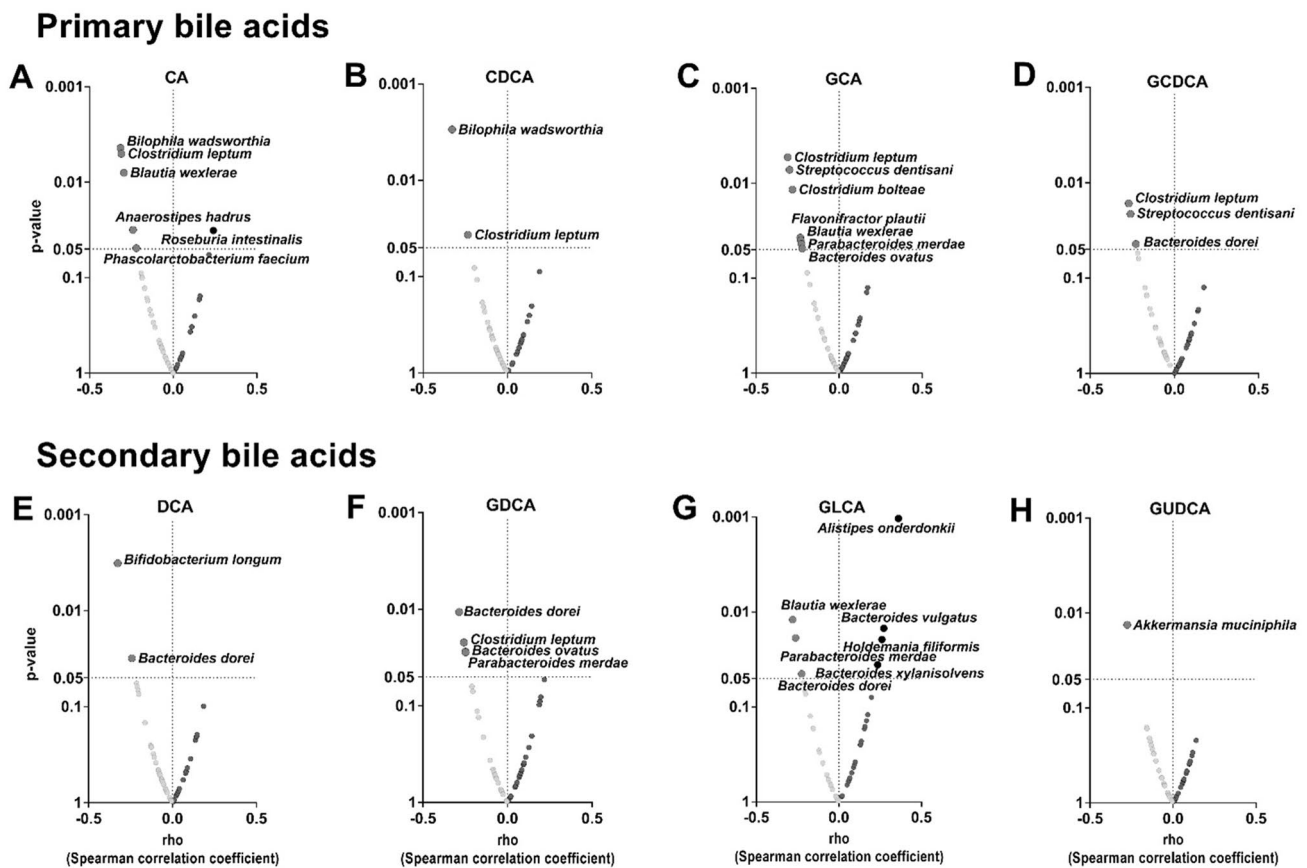 Primary bile acids
A
CA
p-value
0.001
0.01
0.05
0.1
1
Bilophila wadsworthia
Clostridium leptum
Blautia wexlerae
Anaerostipes hadrus
Roseburia intestinalis
Phascolarctobacterium faecium
-0.5
0.0
0.5
B
CDCA
0.001
0.01
0.05
0.1
1
Bilophila wadsworthia
Clostridium leptum
-0.5
0.0
0.5
C
GCA
0.001
0.01
0.05
0.1
1
Clostridium leptum
Streptococcus dentisani
Clostridium bolteae
Flavonifractor plautii
Blautia wexlerae
Parabacteroides merdae
Bacteroides ovatus
-0.5
0.0
0.5
D
GCDCA
0.001
0.01
0.05
0.1
1
Clostridium leptum
Streptococcus dentisani
Bacteroides dorei
-0.5
0.0
0.5
Secondary bile acids
E
DCA
p-value
0.001
0.01
0.05
0.1
1
Bifidobacterium longum
Bacteroides dorei
-0.5
0.0
0.5
rho
(Spearman correlation coefficient)
F
GDCA
0.001
0.01
0.05
0.1
1
Bacteroides dorei
Clostridium leptum
Bacteroides ovatus
Parabacteroides merdae
-0.5
0.0
0.5
rho
(Spearman correlation coefficient)
G
GLCA
0.001
0.01
0.05
0.1
1
Alistipes onderdonkii
Blautia wexlerae
Bacteroides vulgatus
Holdemania filiformis
Parabacteroides merdae
Bacteroides xylanisolvens
Bacteroides dorei
-0.5
0.0
0.5
rho
(Spearman correlation coefficient)
H
GUDCA
0.001
0.01
0.05
0.1
1
Akkermansia muciniphila
-0.5
0.0
0.5
rho
(Spearman correlation coefficient)